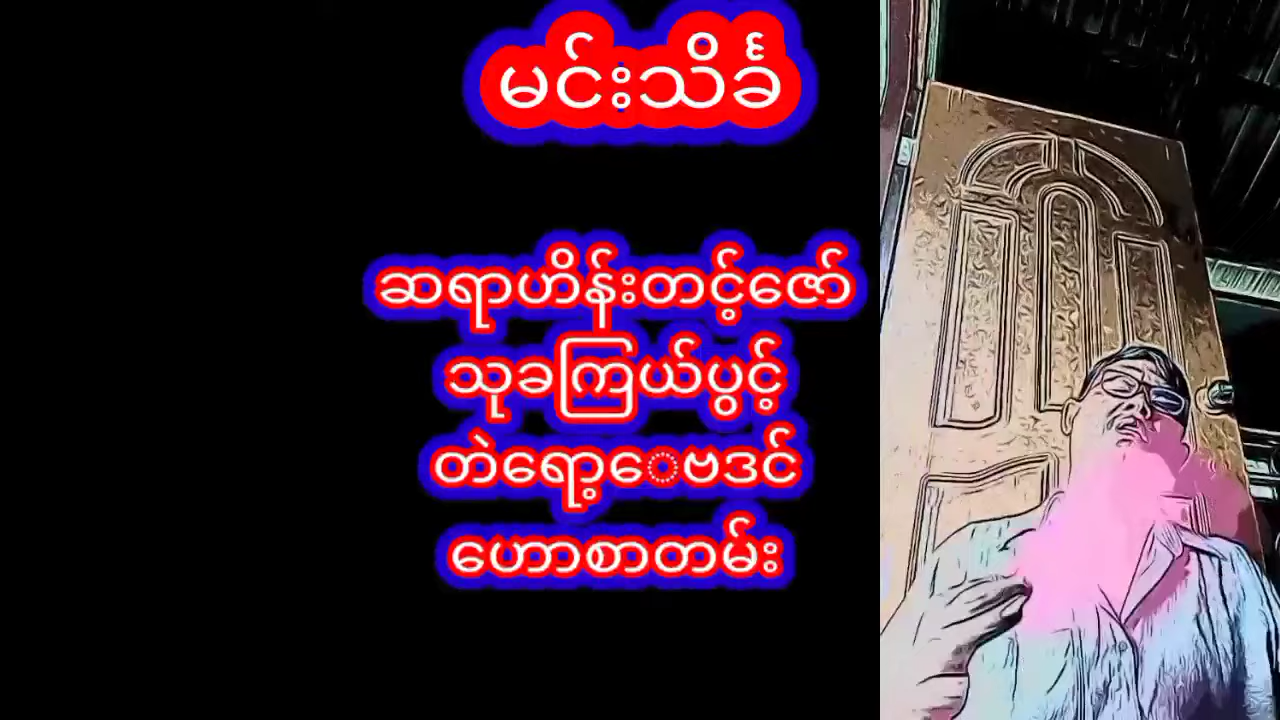 မင်းသိင်္ခ
ဆရာဟိန်းတင့်ဇော်
သုခကြယ်ပွင့်
တဲရော့ေဗဒင်
ဟောစာတမ်း